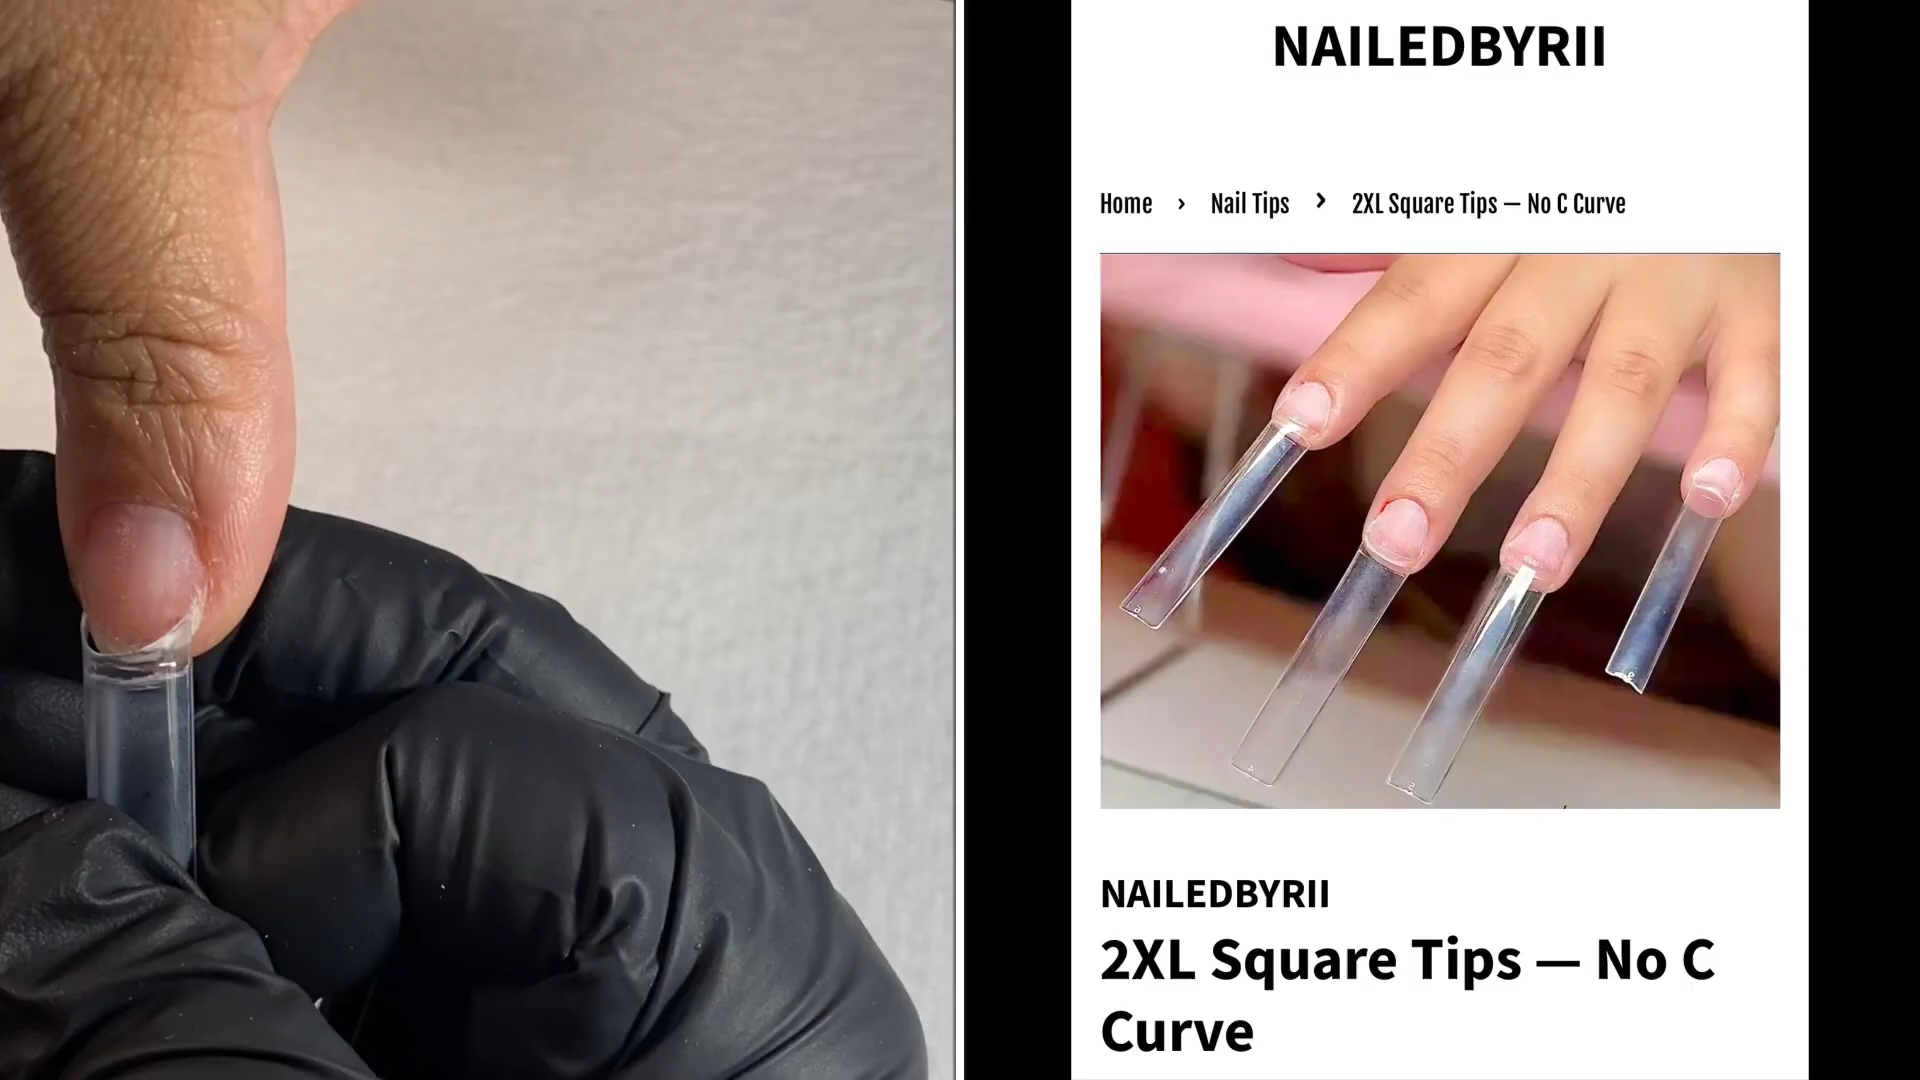 NAILEDBYRII
Home › Nail Tips › 2XL Square Tips — No C Curve
NAILEDBYRII
2XL Square Tips — No C
Curve